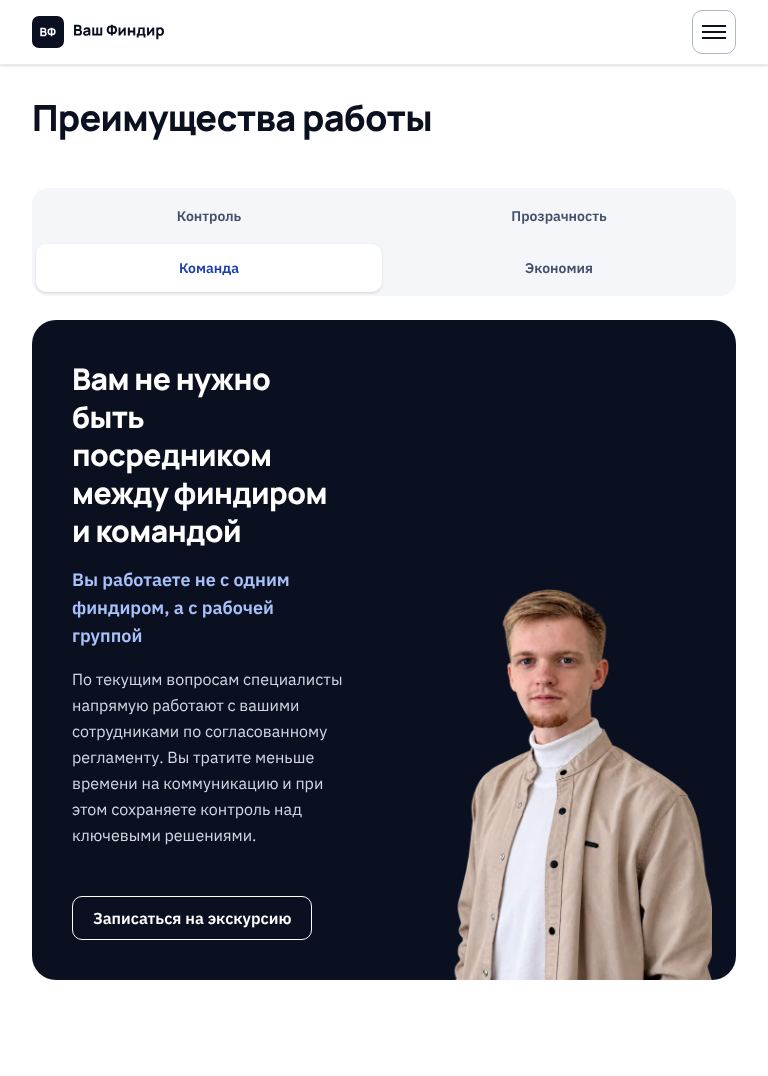 ВФ Ваш Финдир
Преимущества работы
Контроль Прозрачность
Команда Экономия
Вам не нужно
быть
посредником
между финдиром
и командой
Вы работаете не с одним
финдиром, а с рабочей
группой
По текущим вопросам специалисты
напрямую работают с вашими
сотрудниками по согласованному
регламенту. Вы тратите меньше
времени на коммуникацию и при
этом сохраняете контроль над
ключевыми решениями.
Записаться на экскурсию